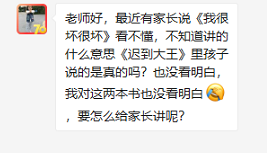 老师好，最近有家长说《我很
坏很坏》看不懂，不知道讲的
什么意思《迟到大王》里孩子
说的是真的吗？也没看明白，
我对这两本书也没看明白
，要怎么给家长讲呢？